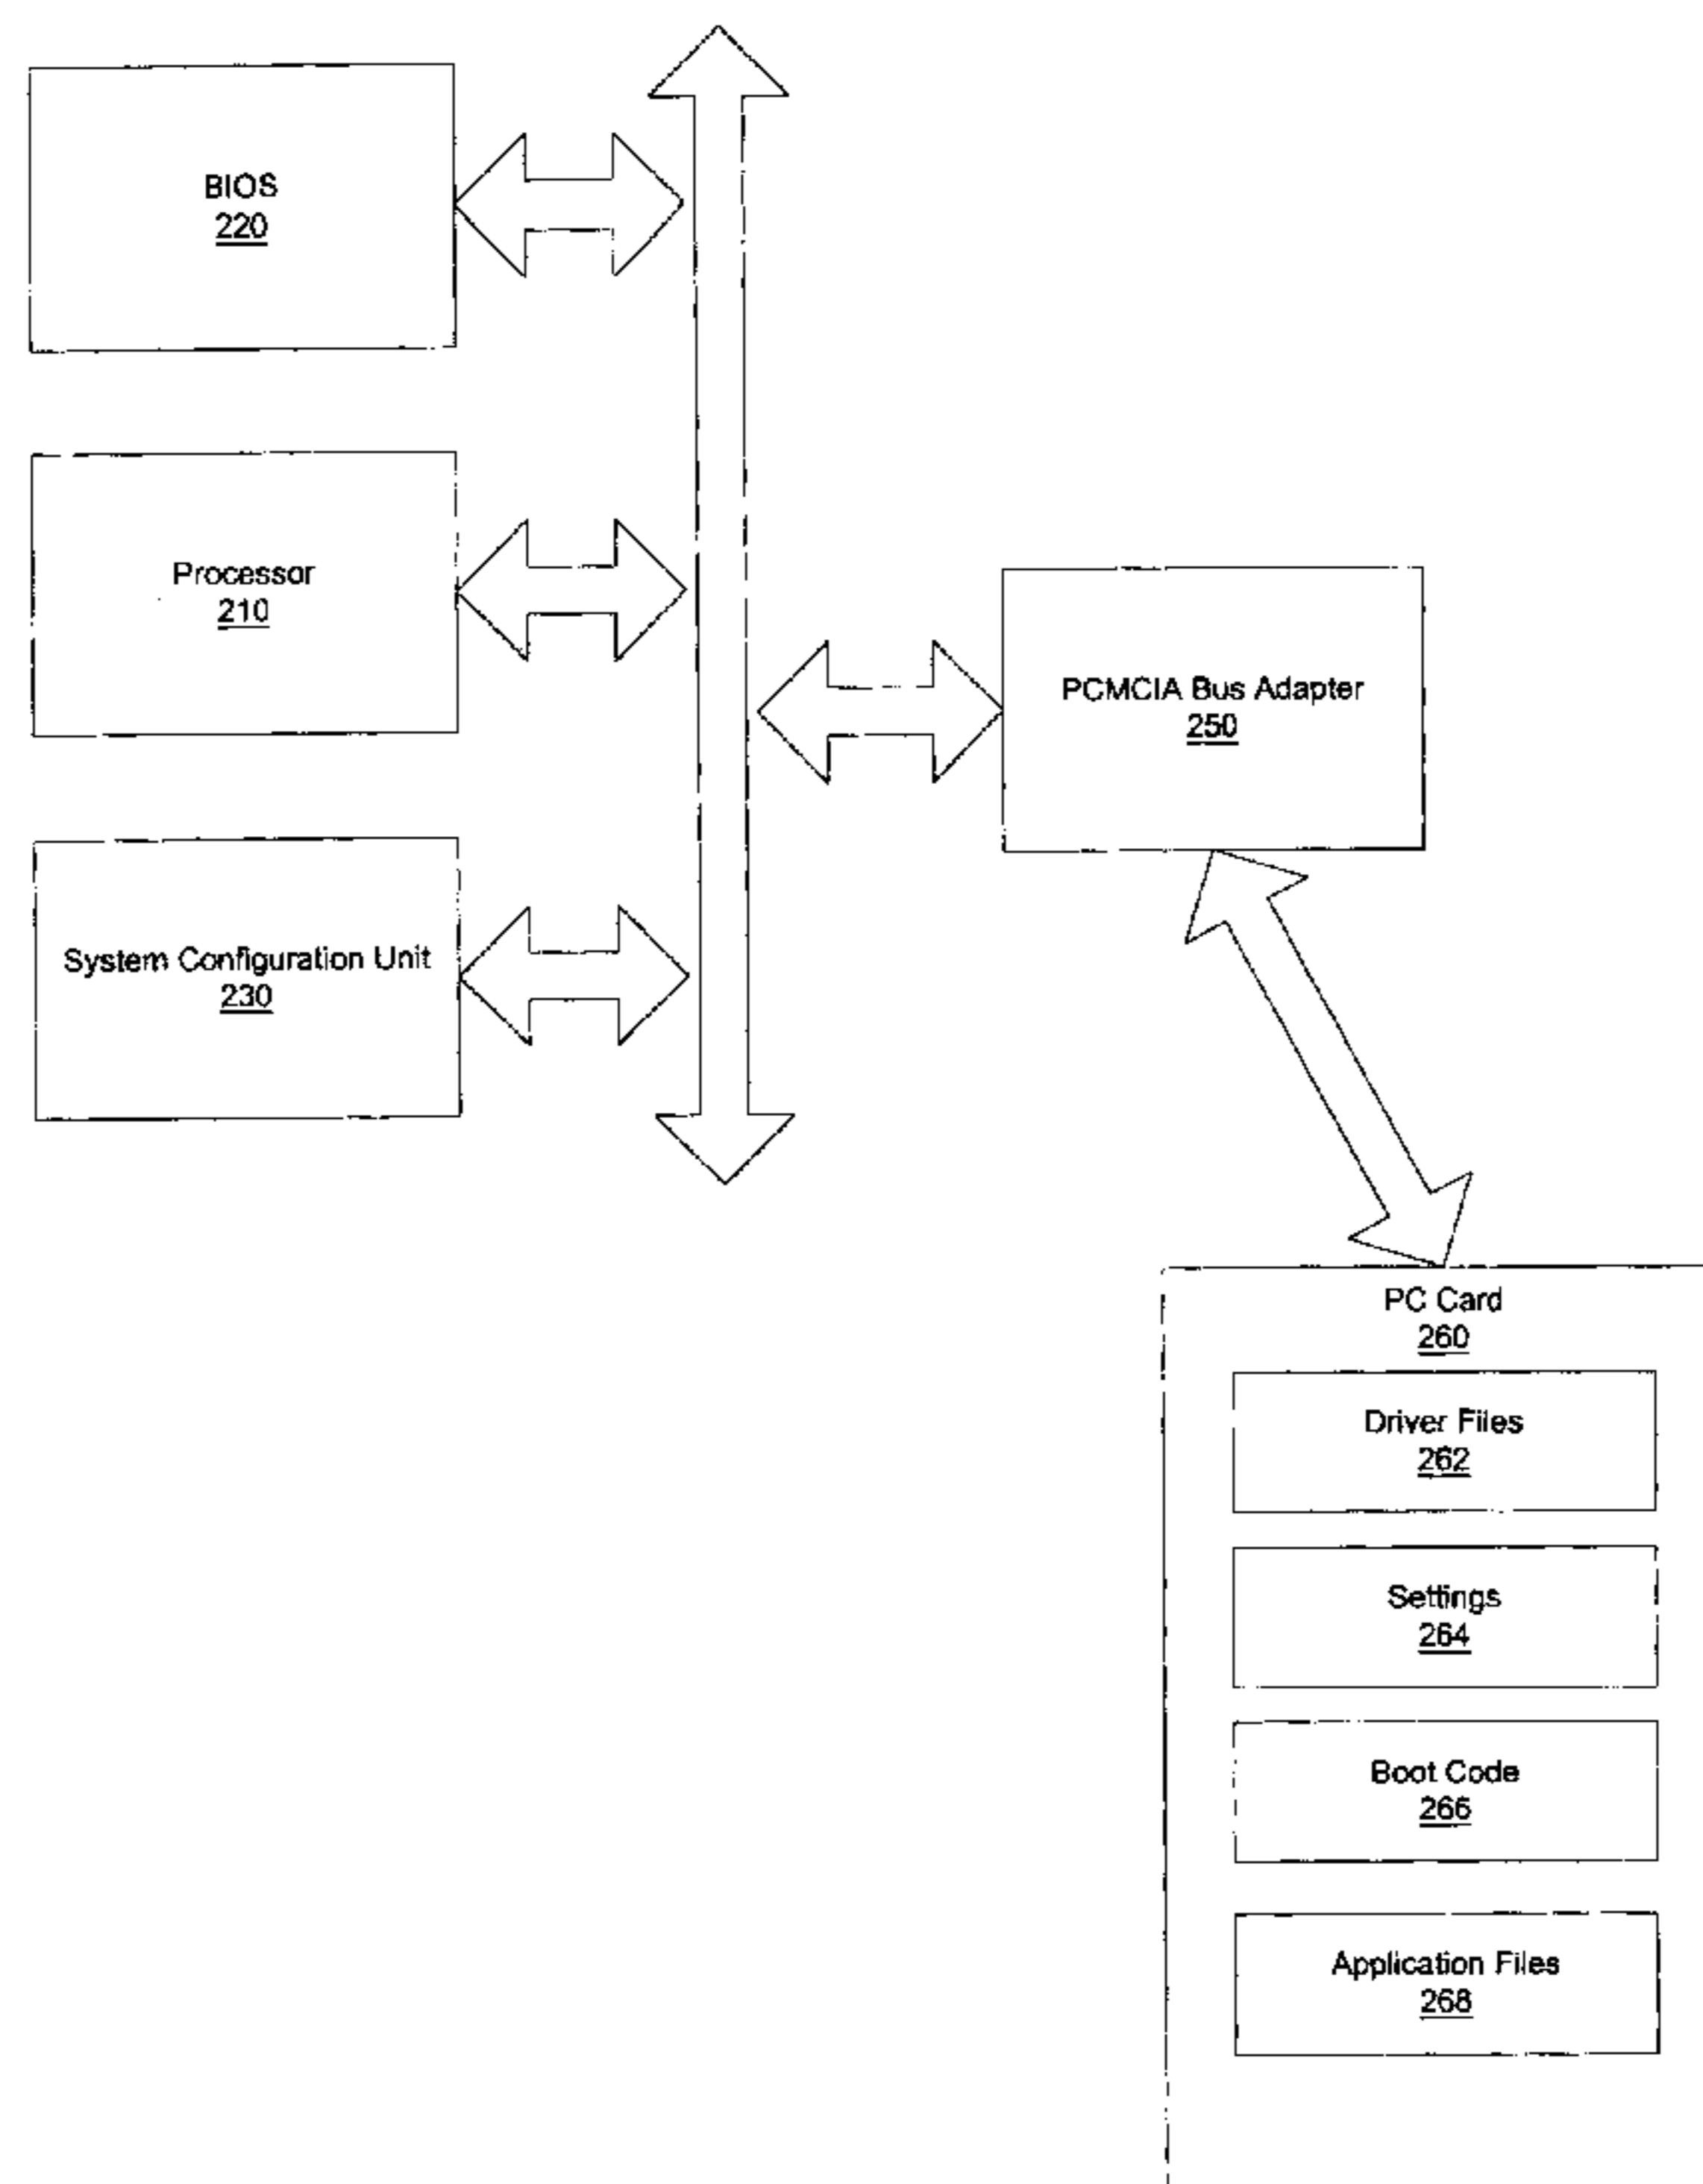 BIOS
220
Processor
210
System Configuration Unit
230
PCMCIA Bus Adapter
250
PC Card
260
Driver Files
262
Settings
264
Boot Code
266
Application Files
268